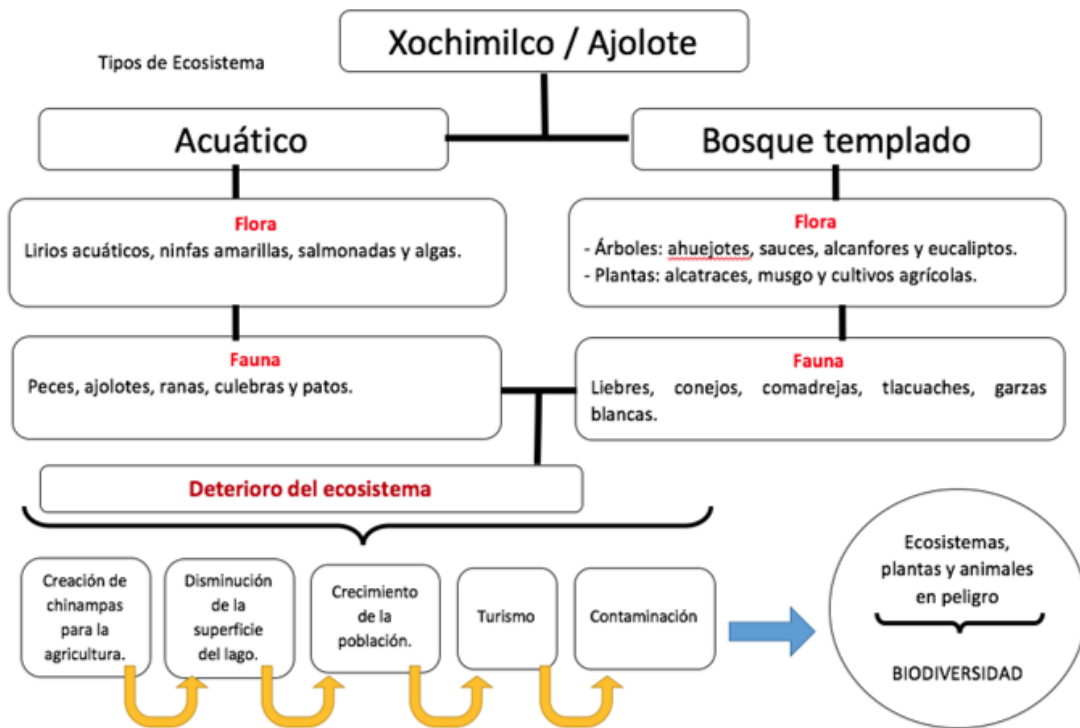 Xochimilco / Ajolote
Tipos de Ecosistema
Acuático
Bosque templado
Flora
Lirios acuáticos, ninfas amarillas, salmonadas y algas.
Flora
- Árboles: ahuejotes, sauces, alcanfores y eucaliptos.
- Plantas: alcatraces, musgo y cultivos agrícolas.
Fauna
Peces, ajolotes, ranas, culebras y patos.
Fauna
Liebres, conejos, comadrejas, tlacuaches, garzas
blancas.
Deterioro del ecosistema
Creación de
chinampas
para la
agricultura.
Disminución
de la
superficie
del lago.
Crecimiento
de la
población.
Turismo
Contaminación
Ecosistemas,
plantas y animales
en peligro
BIODIVERSIDAD